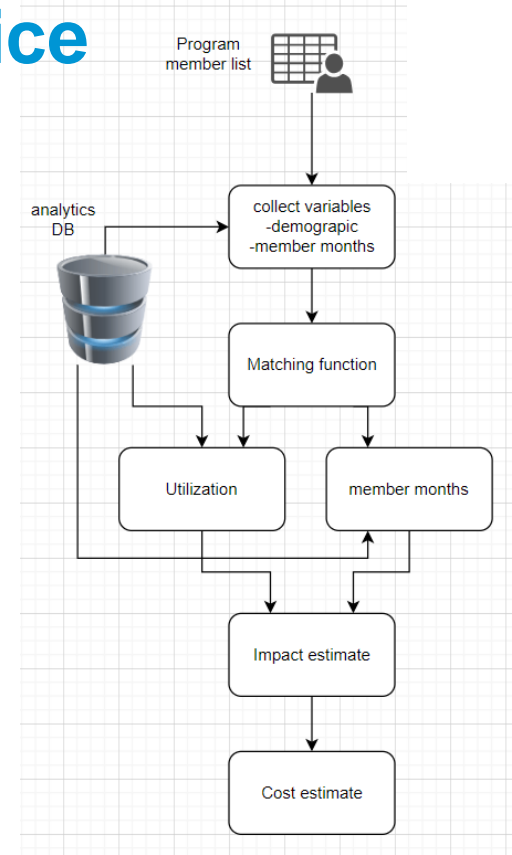 ice
Program
member list
analytics
DB
collect variables
-demograpic
-member months
Matching function
Utilization
member months
Impact estimate
Cost estimate